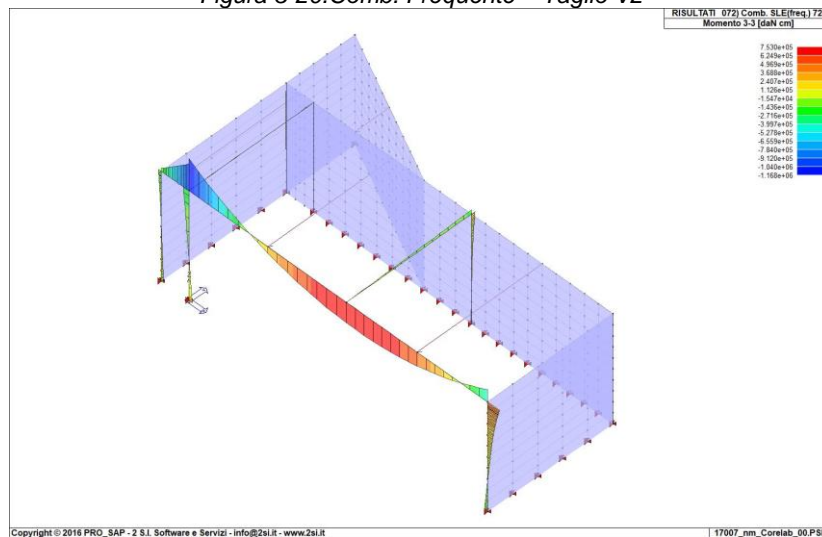 Figura 8-26:Comb. Frequente – Taglio V2
RISULTATI 072) Comb. SLE(freq.) 72
Momento 3-3 [daN cm]
7.530e+05
6.249e+05
4.969e+05
3.688e+05
2.407e+05
1.126e+05
-1.547e+04
-1.436e+05
-2.716e+05
-3.997e+05
-5.278e+05
-6.559e+05
-7.840e+05
-9.120e+05
-1.040e+06
-1.168e+06
Copyright © 2016 PRO_SAP - 2 S.I. Software e Servizi - info@2si.it - www.2si.it
17007_nm_Corelab_00.PS